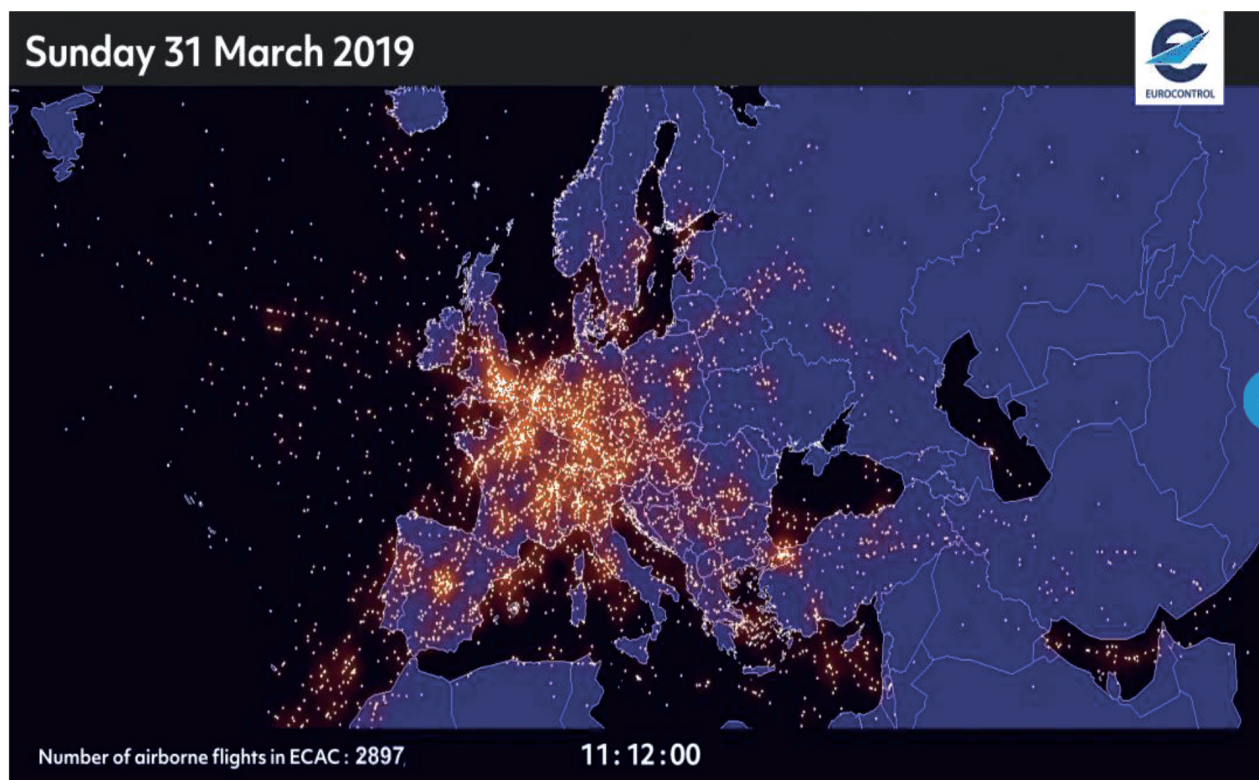 Sunday 31 March 2019
EUROCONTROL
Number of airborne flights in ECAC : 2897
11:12:00